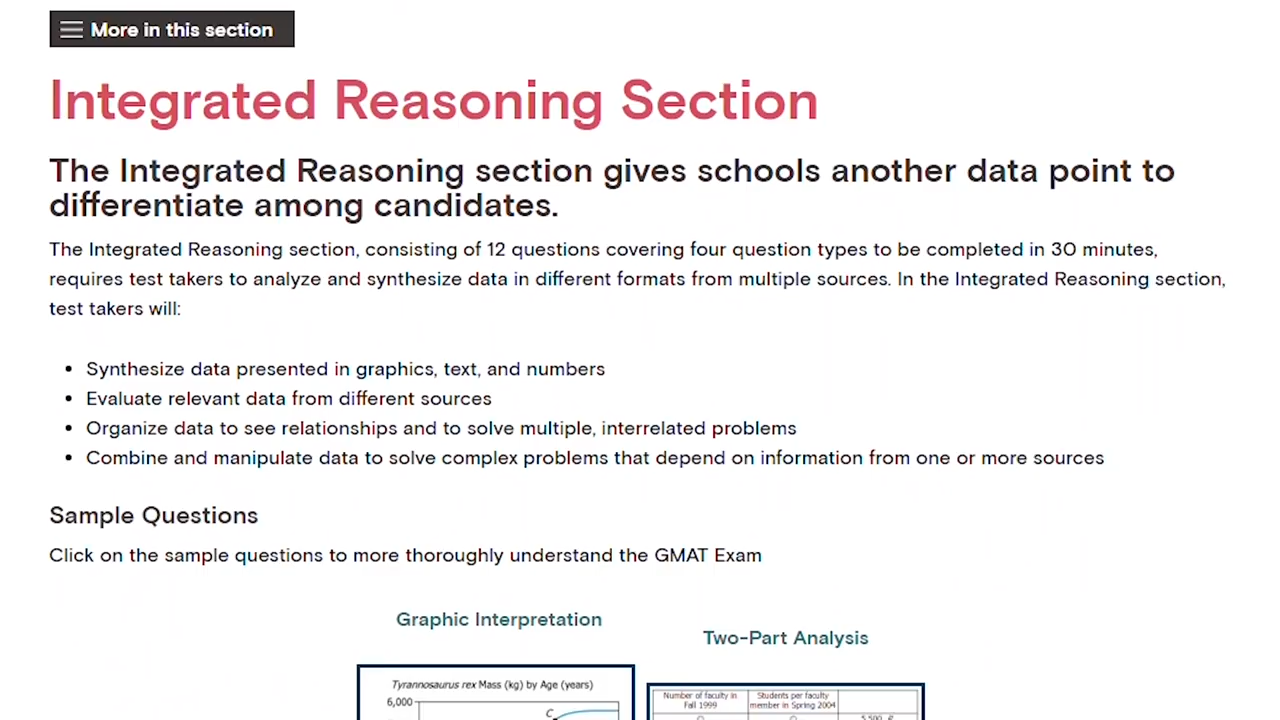 More in this section
Integrated Reasoning Section
The Integrated Reasoning section gives schools another data point to
differentiate among candidates.
The Integrated Reasoning section, consisting of 12 questions covering four question types to be completed in 30 minutes,
requires test takers to analyze and synthesize data in different formats from multiple sources. In the Integrated Reasoning section,
test takers will:
• Synthesize data presented in graphics, text, and numbers
• Evaluate relevant data from different sources
• Organize data to see relationships and to solve multiple, interrelated problems
• Combine and manipulate data to solve complex problems that depend on information from one or more sources
Sample Questions
Click on the sample questions to more thoroughly understand the GMAT Exam
Graphic Interpretation
Two-Part Analysis
Tyrannosaurus rex Mass (kg) by Age (years)
6,000
C
Number of faculty in
Fall 1999
Students per faculty
member in Spring 2004